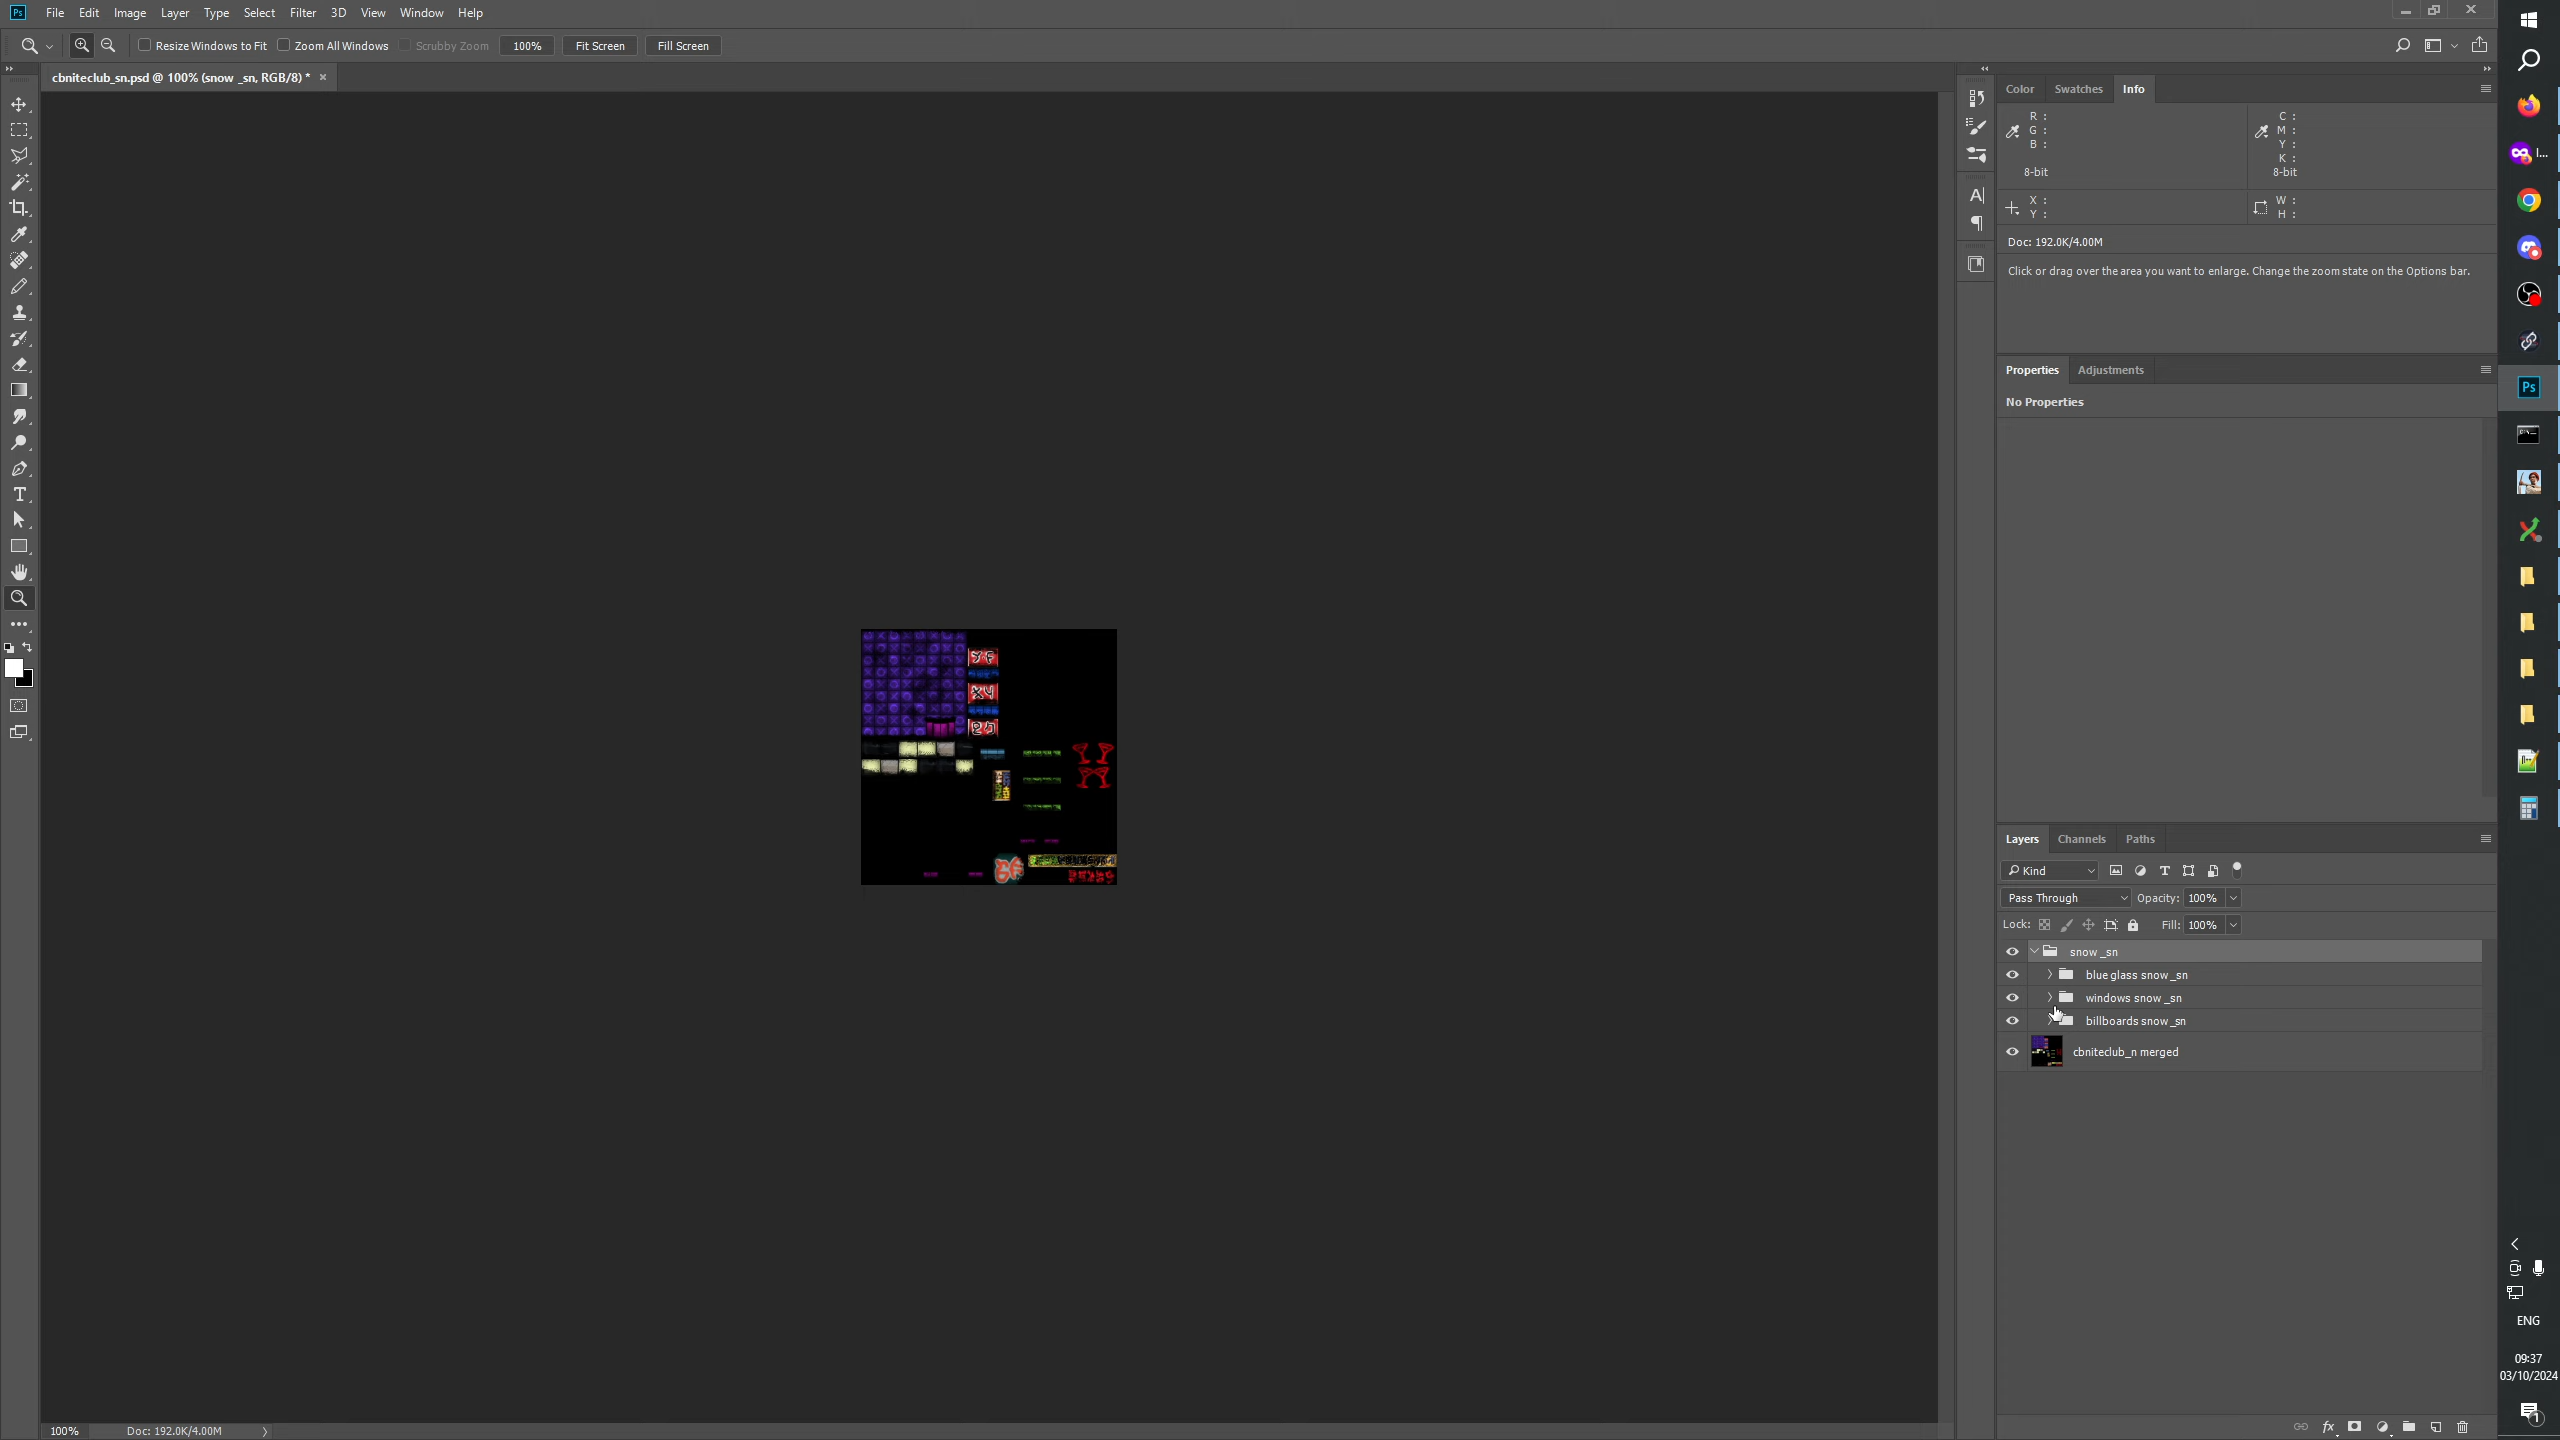 Ps File Edit Image Layer Type Select Filter 3D View Window Help
Resize Windows to Fit Zoom All Windows Scrubby Zoom 100% Fit Screen Fill Screen
cbniteclub_sn.psd @ 100% (snow _sn, RGB/8) *
Color Swatches Info
R : C :
G : M :
B : Y :
K :
8-bit 8-bit
X : W :
Y : H :
Doc: 192.0K/4.00M
Click or drag over the area you want to enlarge. Change the zoom state on the Options bar.
Properties Adjustments
No Properties
Layers Channels Paths
Kind
Pass Through Opacity: 100%
Lock: Fill: 100%
snow _sn
blue glass snow _sn
windows snow _sn
billboards snow _sn
cbniteclub_n merged
100% Doc: 192.0K/4.00M
Ps
ENG
09:37
03/10/2024
1